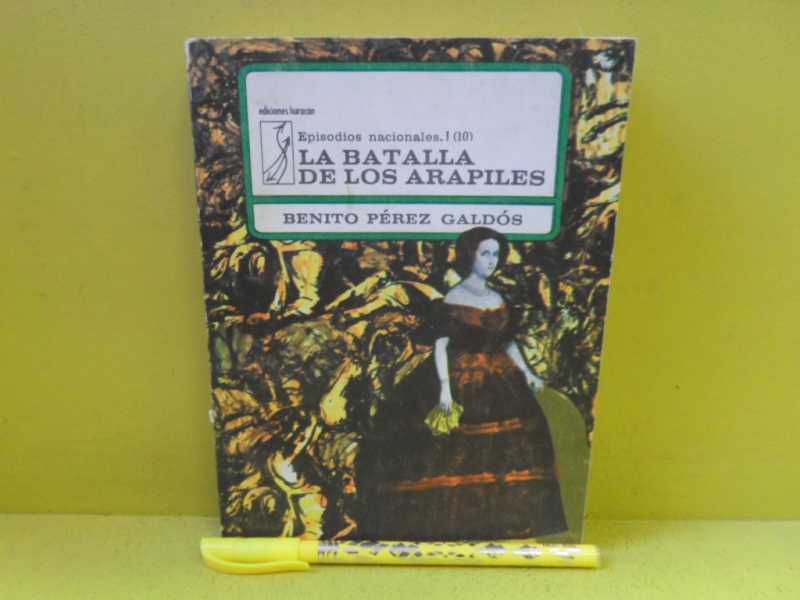 ediciones huracán
Episodios nacionales. I (10)
LA BATALLA
DE LOS ARAPILES
BENITO PÉREZ GALDÓS